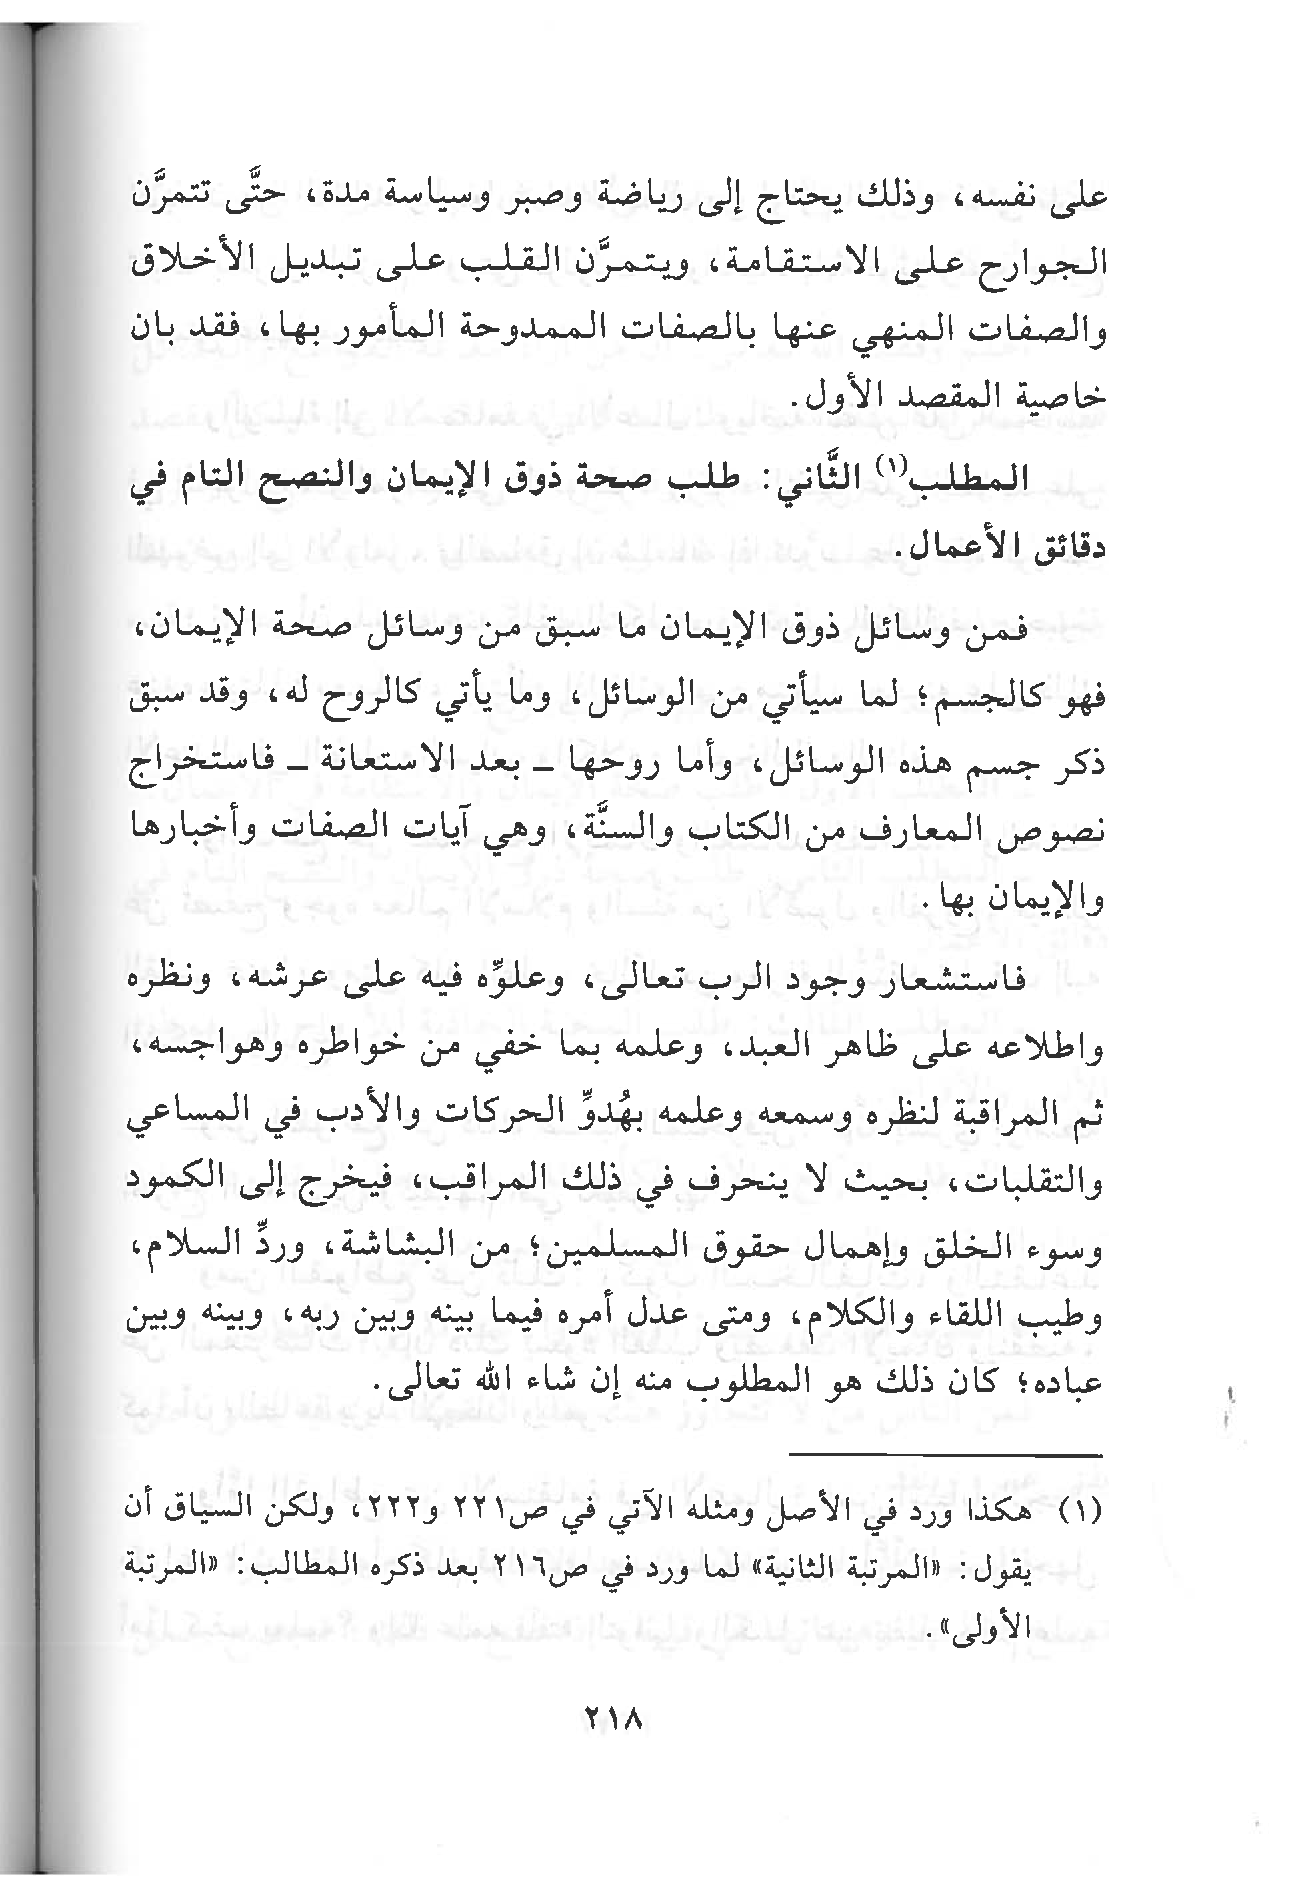 على نفسه، وذلك يحتاج إلى رياضة وصبر وسياسة مدة، حتَّى تتمرَّن
الجوارح على الاستقامة، ويتمرَّن القلب على تبديل الأخلاق
والصفات المنهي عنها بالصفات الممدوحة المأمور بها، فقد بان
خاصية المقصد الأول.
المطلب(١) الثَّاني: طلب صحة ذوق الإيمان والنصح التام في
دقائق الأعمال.
فمن وسائل ذوق الإيمان ما سبق من وسائل صحة الإيمان،
فهو كالجسم؛ لما سيأتي من الوسائل، وما يأتي كالروح له، وقد سبق
ذكر جسم هذه الوسائل، وأما روحها ــ بعد الاستعانة ــ فاستخراج
نصوص المعارف من الكتاب والسنَّة، وهي آيات الصفات وأخبارها
والإيمان بها.
فاستشعار وجود الرب تعالى، وعلوِّه فيه على عرشه، ونظره
واطلاعه على ظاهر العبد، وعلمه بما خفي من خواطره وهواجسه،
ثم المراقبة لنظره وسمعه وعلمه بهُدوِّ الحركات والأدب في المساعي
والتقلبات، بحيث لا ينحرف في ذلك المراقب، فيخرج إلى الكمود
وسوء الخلق وإهمال حقوق المسلمين؛ من البشاشة، وردِّ السلام،
وطيب اللقاء والكلام، ومتى عدل أمره فيما بينه وبين ربه، وبينه وبين
عباده؛ كان ذلك هو المطلوب منه إن شاء الله تعالى.
(١) هكذا ورد في الأصل ومثله الآتي في ص٢٢١ و٢٢٢، ولكن السياق أن
يقول: «المرتبة الثانية» لما ورد في ص٢١٦ بعد ذكره المطالب: «المرتبة
الأولى».
٢١٨